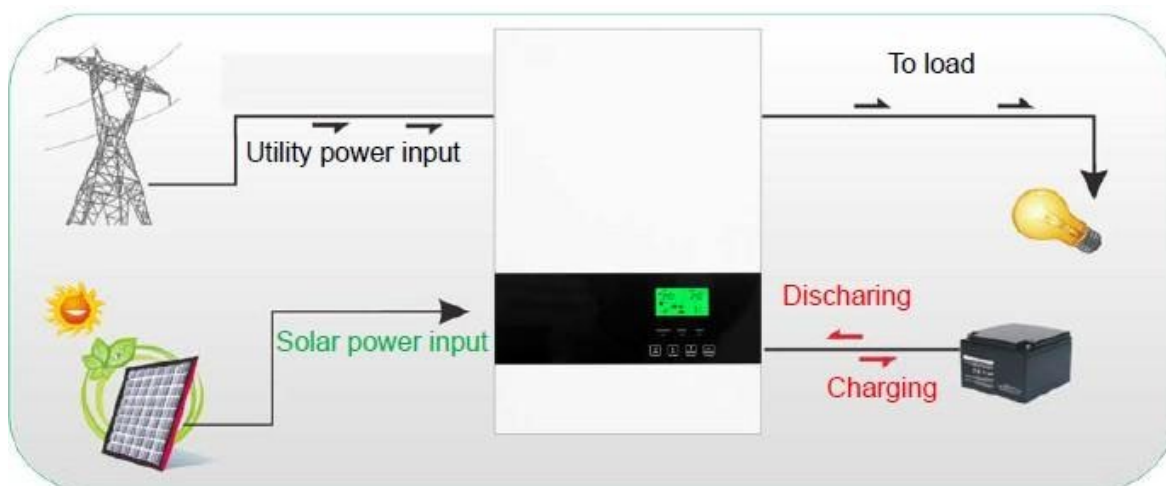 To load
Utility power input
Discharing
Solar power input
Charging